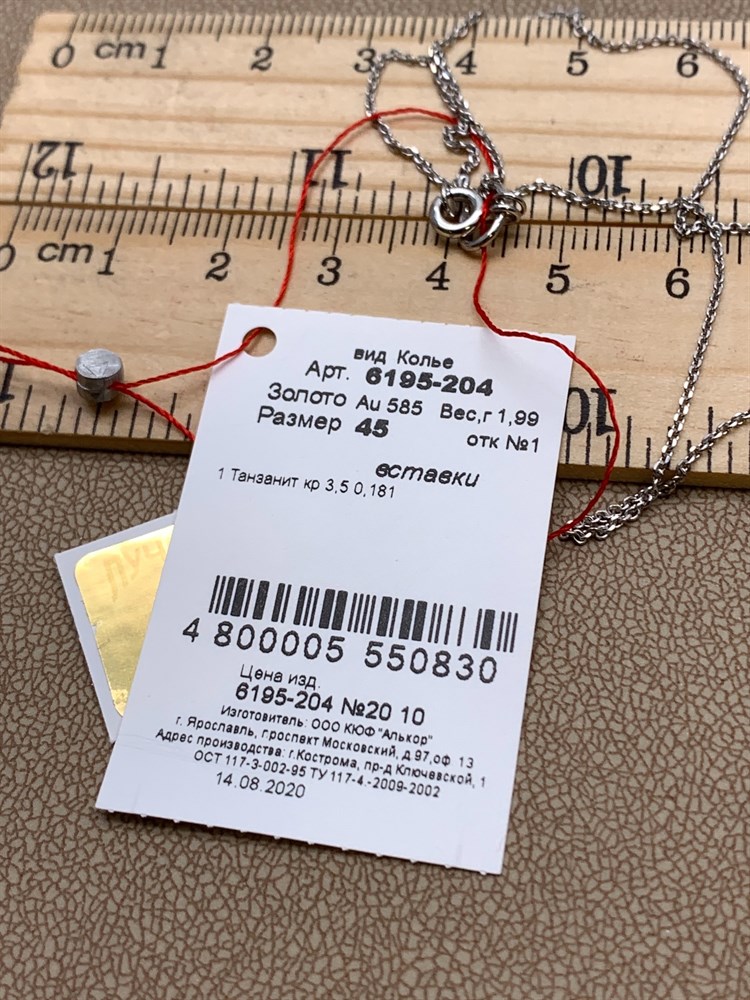 0 cm 1 2 3 4 5 6
12 11 10
0 cm 1 2 3 4 5 6
1 10
вид Колье
Арт. 6195-204
Золото Au 585 Вес,г 1,99
Размер 45 отк №1
вставки
1 Танзанит кр 3,5 0,181
4 800005 550830
Цена изд.
6195-204 №20 10
Изготовитель: ООО КЮФ "Алькор"
г. Ярославль, проспект Московский, д.97,оф. 13
Адрес производства: г.Кострома, пр-д Ключевской, 1
ОСТ 117-3-002-95 ТУ 117-4.-2009-2002
14.08.2020